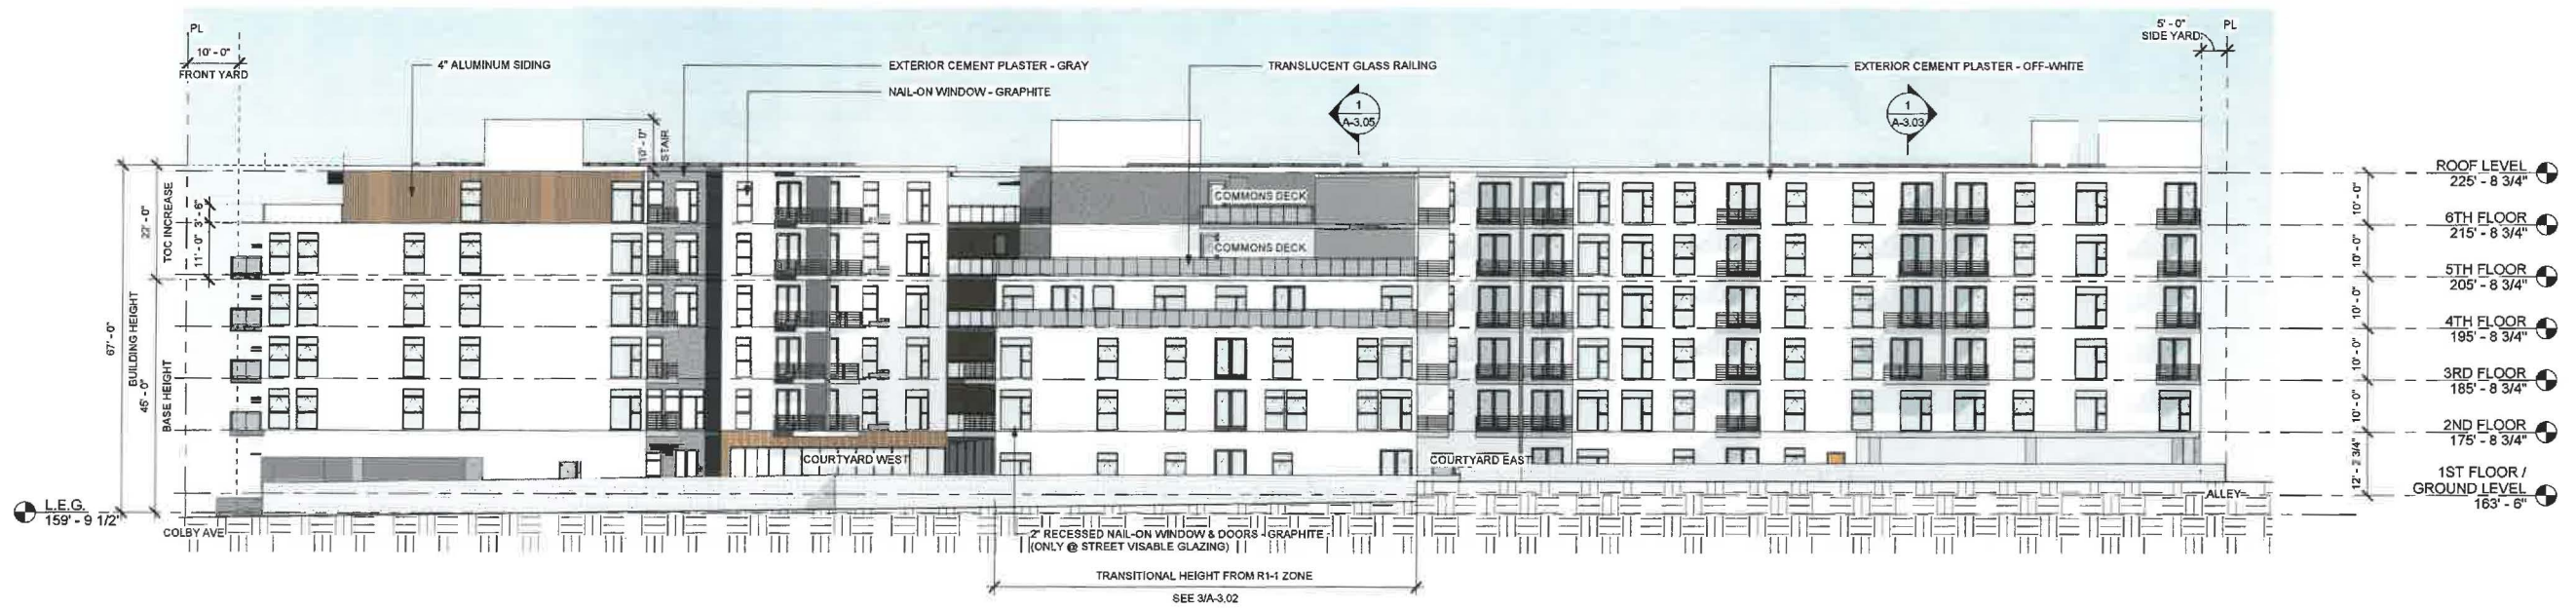 PL
10' - 0"
FRONT YARD
4" ALUMINUM SIDING
EXTERIOR CEMENT PLASTER - GRAY
NAIL-ON WINDOW - GRAPHITE
TRANSLUCENT GLASS RAILING
1
A-3.05
EXTERIOR CEMENT PLASTER - OFF-WHITE
1
A-3.03
5' - 0"
SIDE YARD
PL
10' - 0"
STAIR
COMMONS DECK
COMMONS DECK
22' - 0"
TOC INCREASE
3' - 6"
11' - 0"
67' - 0"
BUILDING HEIGHT
45' - 0"
BASE HEIGHT
COURTYARD WEST
COURTYARD EAST
10' - 0"
10' - 0"
10' - 0"
10' - 0"
10' - 0"
12' - 2 3/4"
ROOF LEVEL
225' - 8 3/4"
6TH FLOOR
215' - 8 3/4"
5TH FLOOR
205' - 8 3/4"
4TH FLOOR
195' - 8 3/4"
3RD FLOOR
185' - 8 3/4"
2ND FLOOR
175' - 8 3/4"
1ST FLOOR /
GROUND LEVEL
163' - 6"
ALLEY
L.E.G.
159' - 9 1/2"
COLBY AVE
2" RECESSED NAIL-ON WINDOW & DOORS - GRAPHITE
(ONLY @ STREET VISABLE GLAZING)
TRANSITIONAL HEIGHT FROM R1-1 ZONE
SEE 3/A-3.02